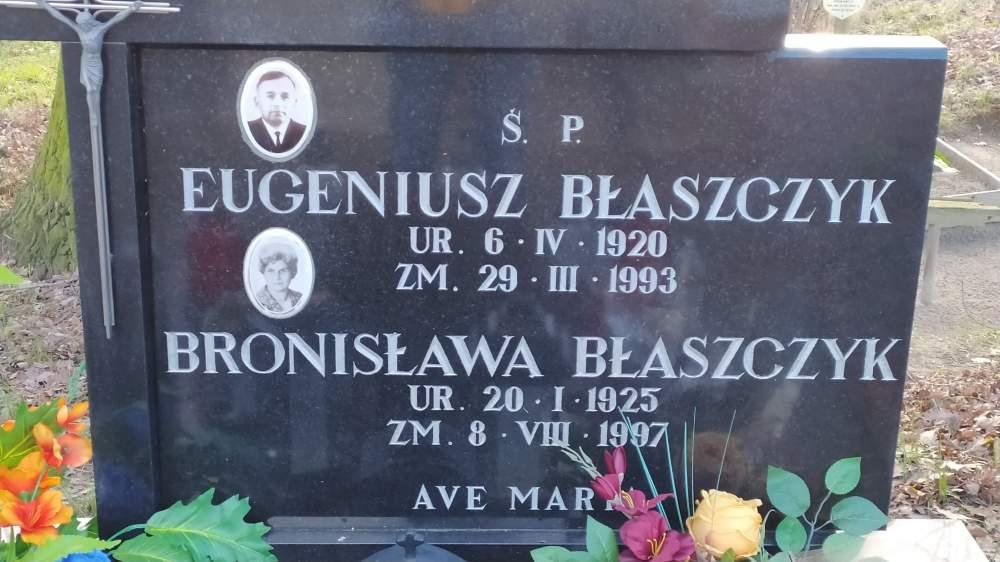 Ś. P.
EUGENIUSZ BŁASZCZYK
UR. 6 · IV · 1920
ZM. 29 · III · 1993
BRONISŁAWA BŁASZCZYK
UR. 20 · I · 1925
ZM. 8 · VIII · 1997
AVE